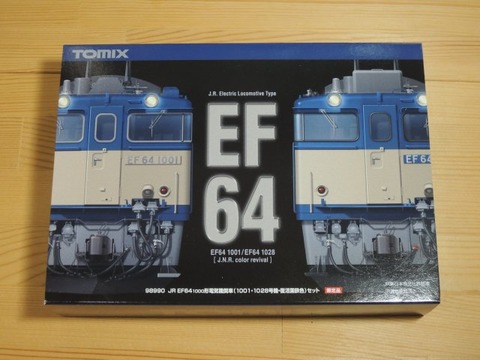 TOMIX
J.R. Electric Locomotive Type
EF
64
EF64 1001
EF64
EF64 1001/EF64 1028
[ J.N.R. color revival ]
98990 JR EF64 1000形電気機関車(1001・1028号機・復活国鉄色)セット 限定品